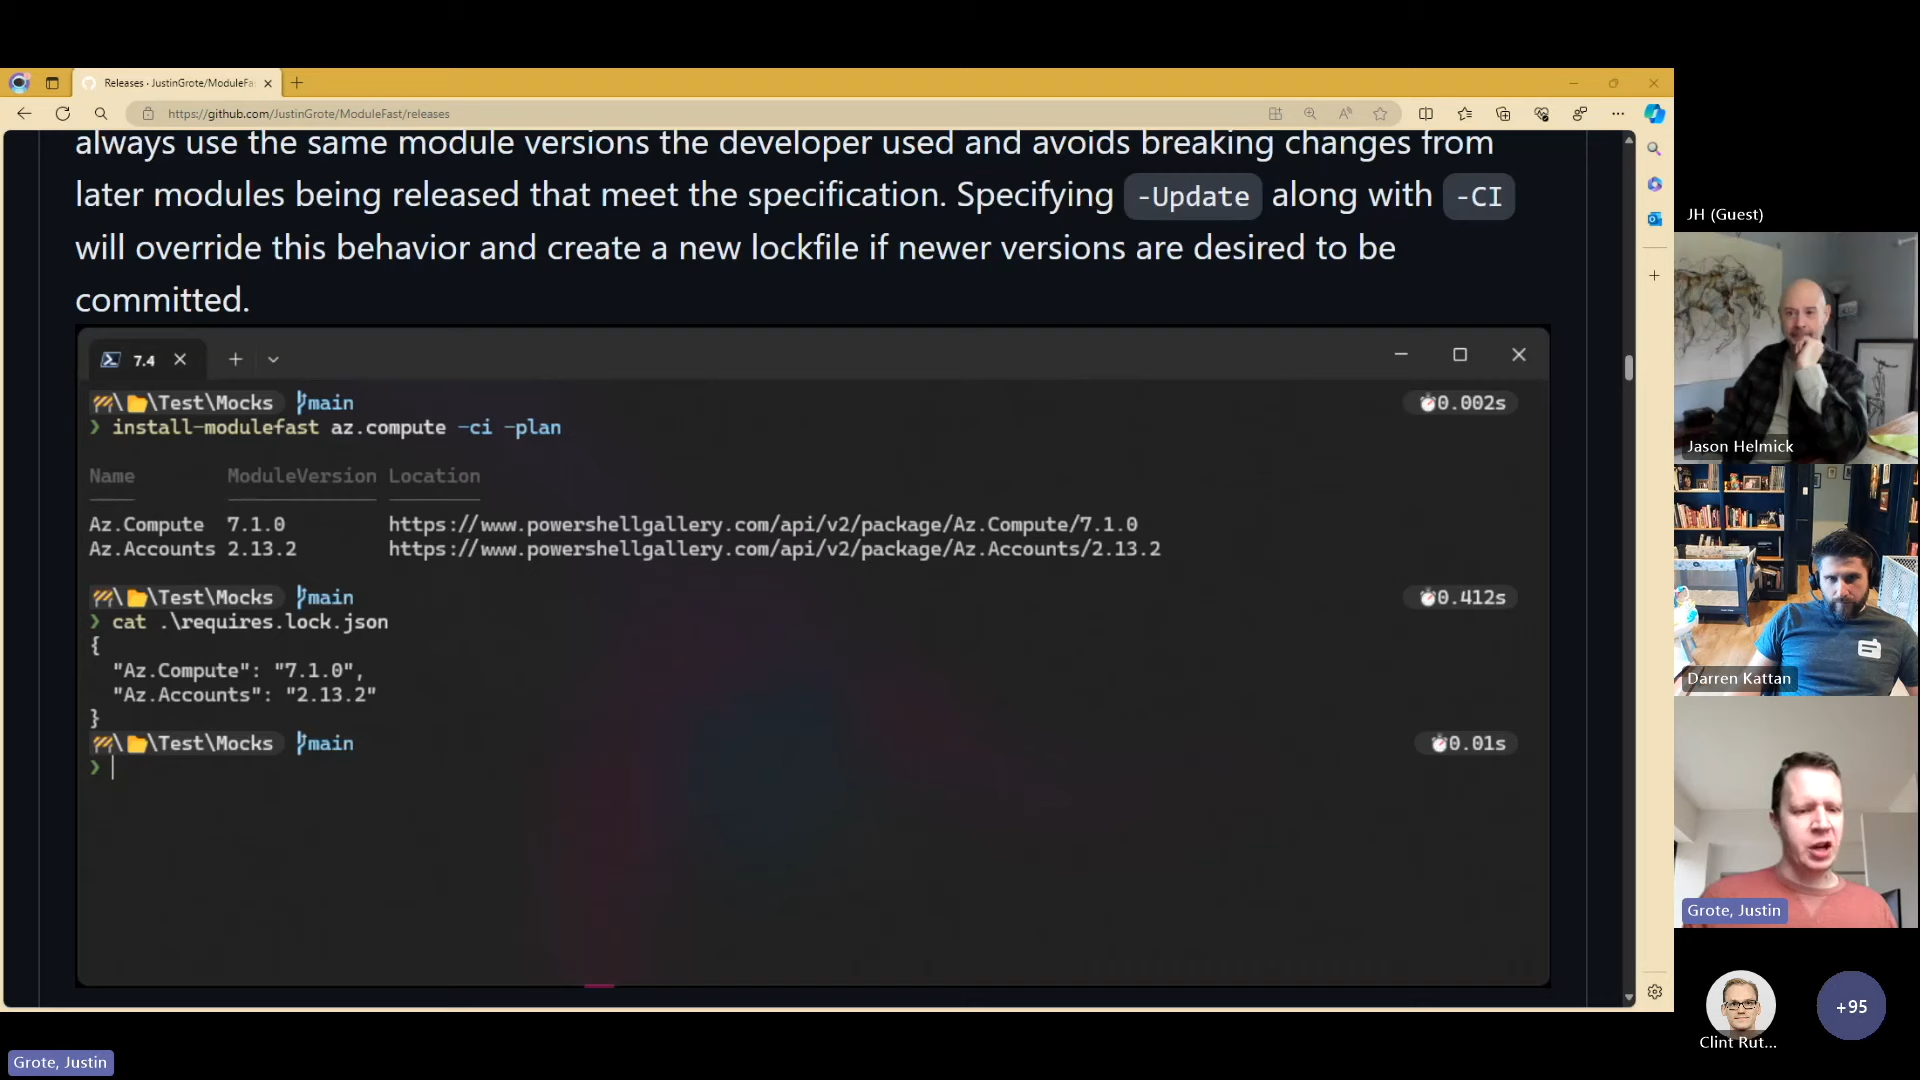 Releases · JustinGrote/ModuleFa
https://github.com/JustinGrote/ModuleFast/releases
always use the same module versions the developer used and avoids breaking changes from
later modules being released that meet the specification. Specifying -Update along with -CI
will override this behavior and create a new lockfile if newer versions are desired to be
committed.
7.4
\Test\Mocks main 0.002s
❯ install-modulefast az.compute -ci -plan
Name ModuleVersion Location
Az.Compute 7.1.0 https://www.powershellgallery.com/api/v2/package/Az.Compute/7.1.0
Az.Accounts 2.13.2 https://www.powershellgallery.com/api/v2/package/Az.Accounts/2.13.2
\Test\Mocks main 0.412s
❯ cat .\requires.lock.json
{
"Az.Compute": "7.1.0",
"Az.Accounts": "2.13.2"
}
\Test\Mocks main 0.01s
❯
JH (Guest)
Jason Helmick
Darren Kattan
Grote, Justin
Clint Rut...
+95
Grote, Justin